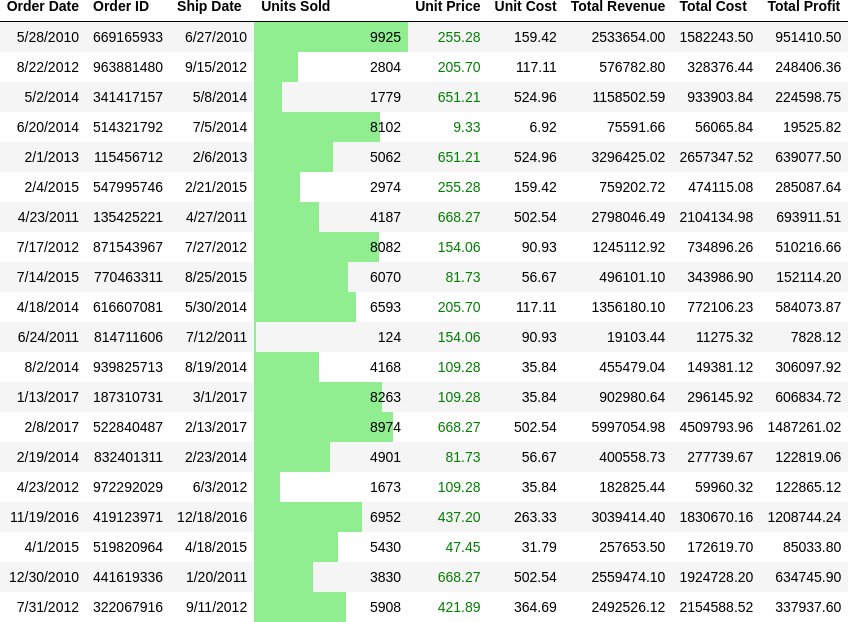 Order Date Order ID Ship Date Units Sold Unit Price Unit Cost Total Revenue Total Cost Total Profit
5/28/2010 669165933 6/27/2010 9925 255.28 159.42 2533654.00 1582243.50 951410.50
8/22/2012 963881480 9/15/2012 2804 205.70 117.11 576782.80 328376.44 248406.36
5/2/2014 341417157 5/8/2014 1779 651.21 524.96 1158502.59 933903.84 224598.75
6/20/2014 514321792 7/5/2014 8102 9.33 6.92 75591.66 56065.84 19525.82
2/1/2013 115456712 2/6/2013 5062 651.21 524.96 3296425.02 2657347.52 639077.50
2/4/2015 547995746 2/21/2015 2974 255.28 159.42 759202.72 474115.08 285087.64
4/23/2011 135425221 4/27/2011 4187 668.27 502.54 2798046.49 2104134.98 693911.51
7/17/2012 871543967 7/27/2012 8082 154.06 90.93 1245112.92 734896.26 510216.66
7/14/2015 770463311 8/25/2015 6070 81.73 56.67 496101.10 343986.90 152114.20
4/18/2014 616607081 5/30/2014 6593 205.70 117.11 1356180.10 772106.23 584073.87
6/24/2011 814711606 7/12/2011 124 154.06 90.93 19103.44 11275.32 7828.12
8/2/2014 939825713 8/19/2014 4168 109.28 35.84 455479.04 149381.12 306097.92
1/13/2017 187310731 3/1/2017 8263 109.28 35.84 902980.64 296145.92 606834.72
2/8/2017 522840487 2/13/2017 8974 668.27 502.54 5997054.98 4509793.96 1487261.02
2/19/2014 832401311 2/23/2014 4901 81.73 56.67 400558.73 277739.67 122819.06
4/23/2012 972292029 6/3/2012 1673 109.28 35.84 182825.44 59960.32 122865.12
11/19/2016 419123971 12/18/2016 6952 437.20 263.33 3039414.40 1830670.16 1208744.24
4/1/2015 519820964 4/18/2015 5430 47.45 31.79 257653.50 172619.70 85033.80
12/30/2010 441619336 1/20/2011 3830 668.27 502.54 2559474.10 1924728.20 634745.90
7/31/2012 322067916 9/11/2012 5908 421.89 364.69 2492526.12 2154588.52 337937.60